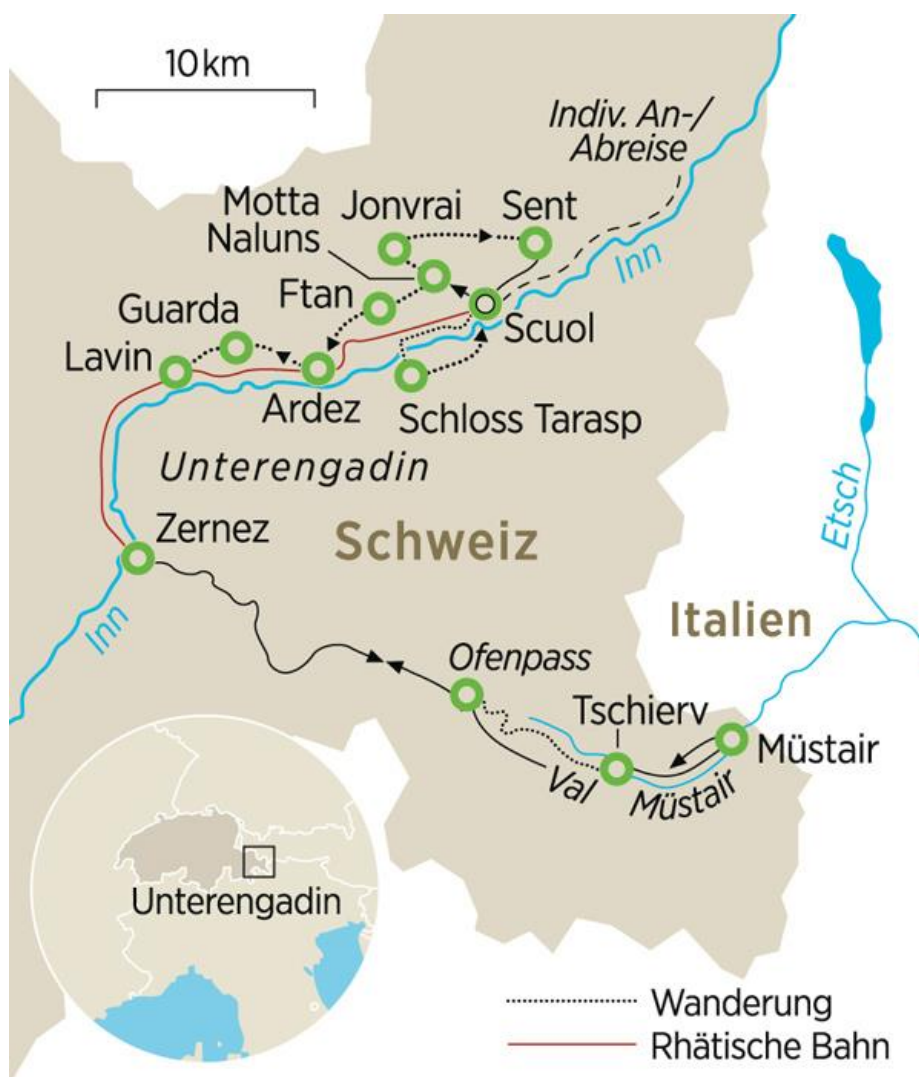 10 km
Indiv. An-/
Abreise
Motta
Naluns
Jonvrai
Sent
Inn
Ftan
Guarda
Scuol
Lavin
Ardez
Schloss Tarasp
Unterengadin
Etsch
Zernez
Schweiz
Italien
Inn
Ofenpass
Tschierv
Müstair
Val Müstair
Unterengadin
Wanderung
Rhätische Bahn